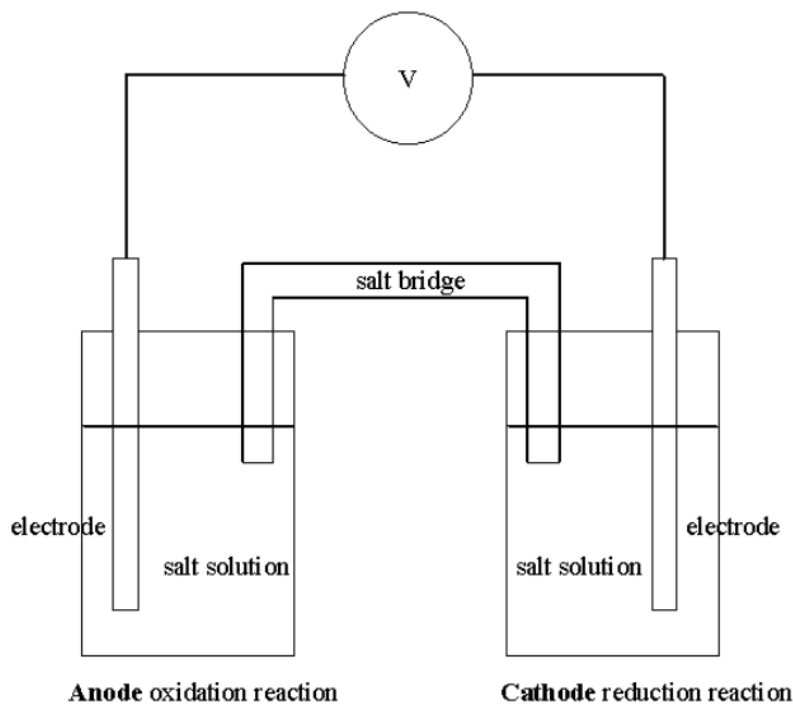 V
salt bridge
electrode
salt solution
salt solution
electrode
Anode oxidation reaction
Cathode reduction reaction